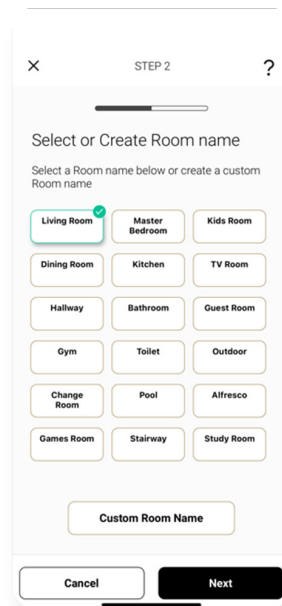 STEP 2
?
Select or Create Room name
Select a Room name below or create a custom
Room name
Living Room
Master
Bedroom
Kids Room
Dining Room
Kitchen
TV Room
Hallway
Bathroom
Guest Room
Gym
Toilet
Outdoor
Change
Room
Pool
Alfresco
Games Room
Stairway
Study Room
Custom Room Name
Cancel
Next